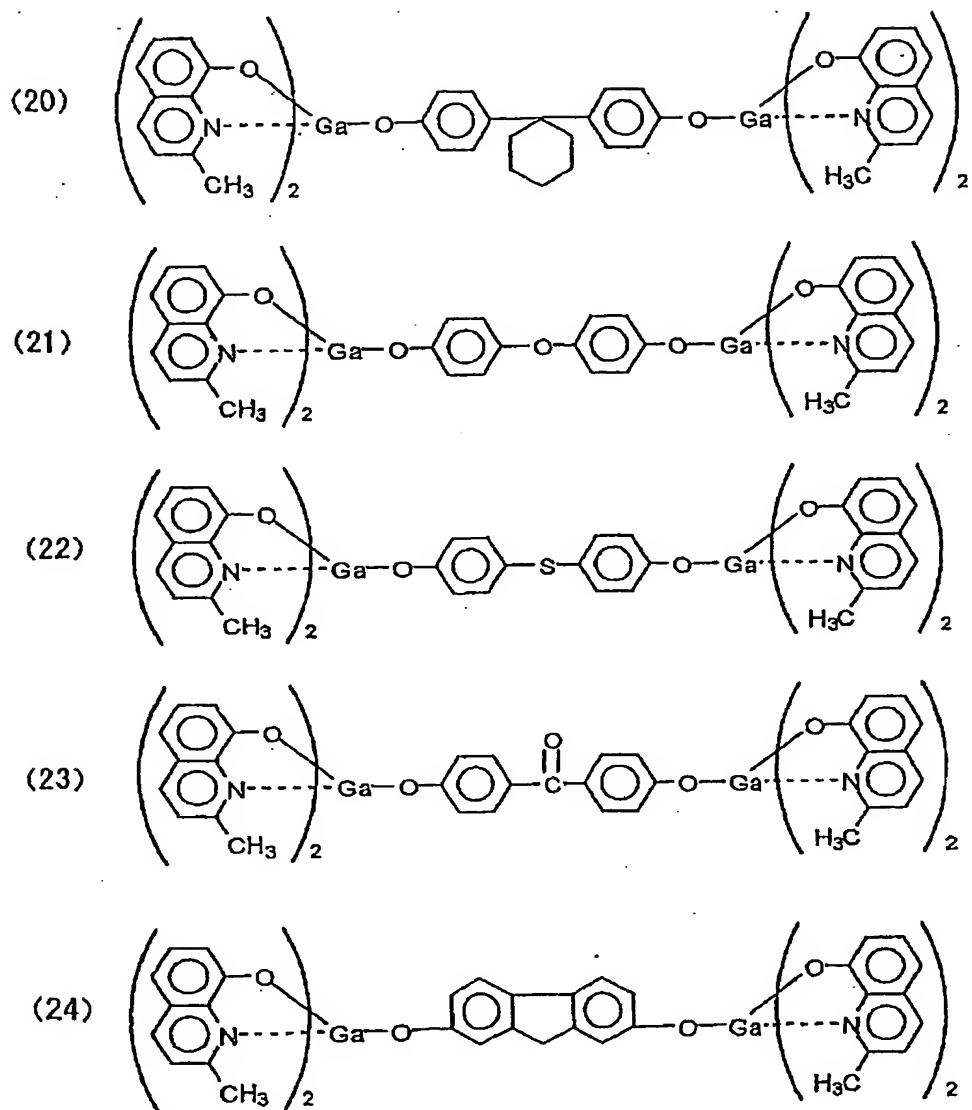 (20) O N CH3 2 Ga O O Ga O N H3C 2
(21) O N CH3 2 Ga O O O Ga O N H3C 2
(22) O N CH3 2 Ga O S O Ga O N H3C 2
(23) O N CH3 2 Ga O O C O Ga O N H3C 2
(24) O N CH3 2 Ga O O Ga O N H3C 2